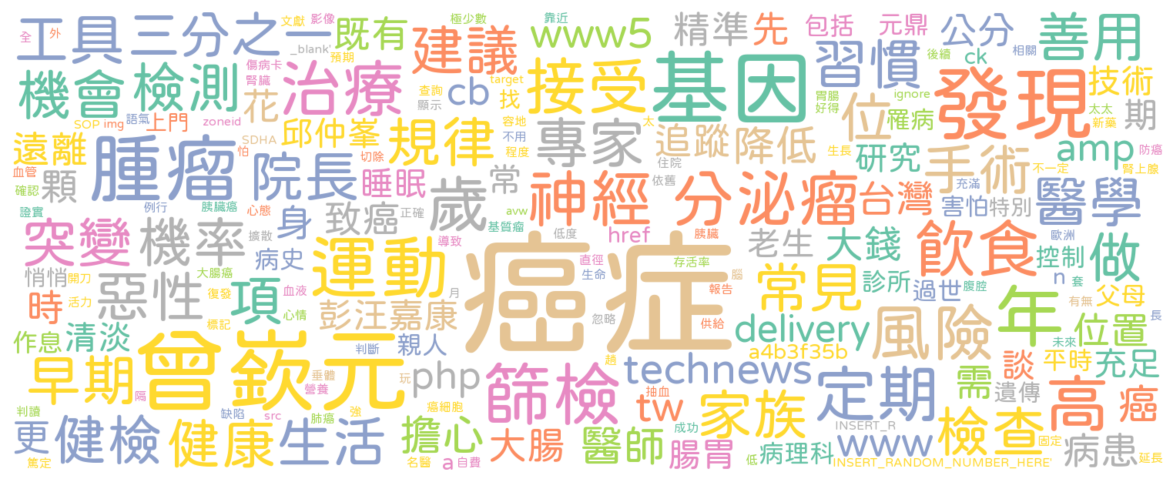 工具 三分之一 既有 文獻 影像 極少數 靠近 www5 精準 先 包括 元鼎 公分 善用
全 外 _blank' 預期 建議 查詢 target 接受 基因 習慣 ck 相關 發現 技術
機會 檢測 傷病卡 腎臟 治療 顯示 cb 找 胃腸 好得 ignore 位 罹病 太太 新藥 期
SOP img 上門 語氣 zoneid 花 SDHA 邱仲峯 規律 容地 不用 程度 太 專家 追蹤 降低 生長 研究 手術 不一定 amp 防癌 腎上腺
遠離 血管 確認 顆 腫瘤 怕 院長 切除 睡眠 常 住院 依舊 神經 分泌瘤 台灣 充滿 害怕 特別 醫學
證實 例行 胰臟癌 心態 身 致癌 正確 歲 avw 基質瘤 低度 href 胰臟 老生 大錢 飲食 歐洲 控制 做
突變 機率 擴散 病史 運動 導致 癌症 直徑 生命 存活率 腦 報告 常見 診所 過世 腹腔 n 套 父母
悄悄 開刀 大腸癌 惡性 時 活力 復發 標記 血液 心情 項 彭汪嘉康 月 忽略 供給 delivery 風險 有無 年 未來 位置 長
作息 清淡 曾嶔元 判斷 親人 趙 technews a4b3f35b 談 平時 充足
早期 隔 垂體 營養 玩 php 篩檢 抽血 tw 家族 定期 需 遺傳 高 癌
判讀 更 健檢 缺陷 src 肺癌 強 癌細胞 擔心 成功 INSERT_R 檢查 固定
篤定 健康 生活 名醫 a 自費 大腸 醫師 腸胃 低 病理科 www INSERT_RANDOM_NUMBER_HERE' 病患 延長